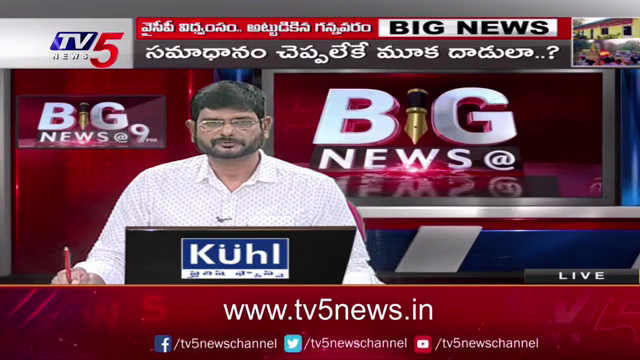 TV5
NEWS
వైసీపీ విధ్వంసం.. అట్టుడికిన గన్నవరం
BIG NEWS
సమాధానం చెప్పలేకే మూక దాడులా..?
BIG
NEWS@9PM
BIG
NEWS@
Kühl
LIVE
www.tv5news.in
/tv5newschannel
/tv5newschannel
/tv5newschannel